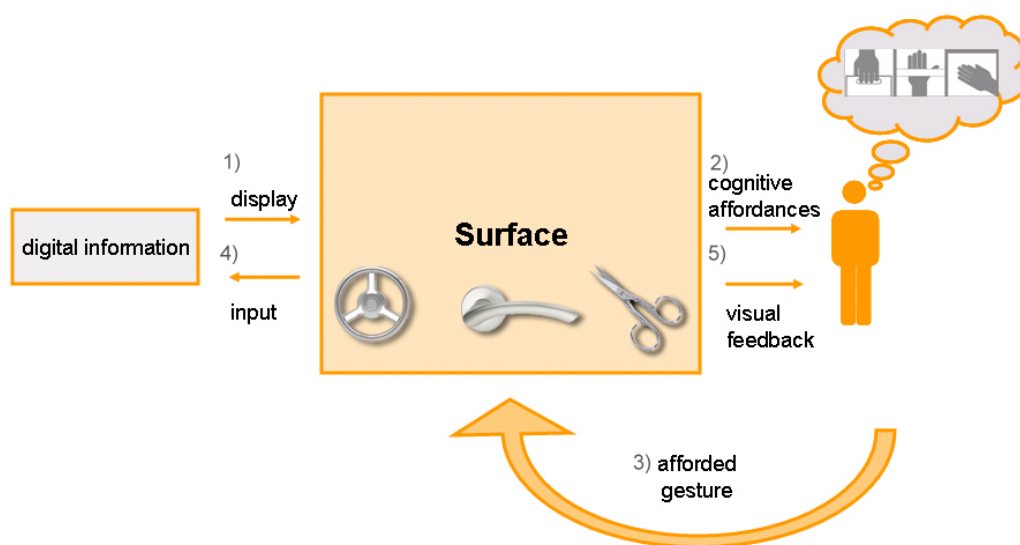 1)
display
digital information
4)
input
Surface
2)
cognitive
affordances
5)
visual
feedback
3) afforded
gesture